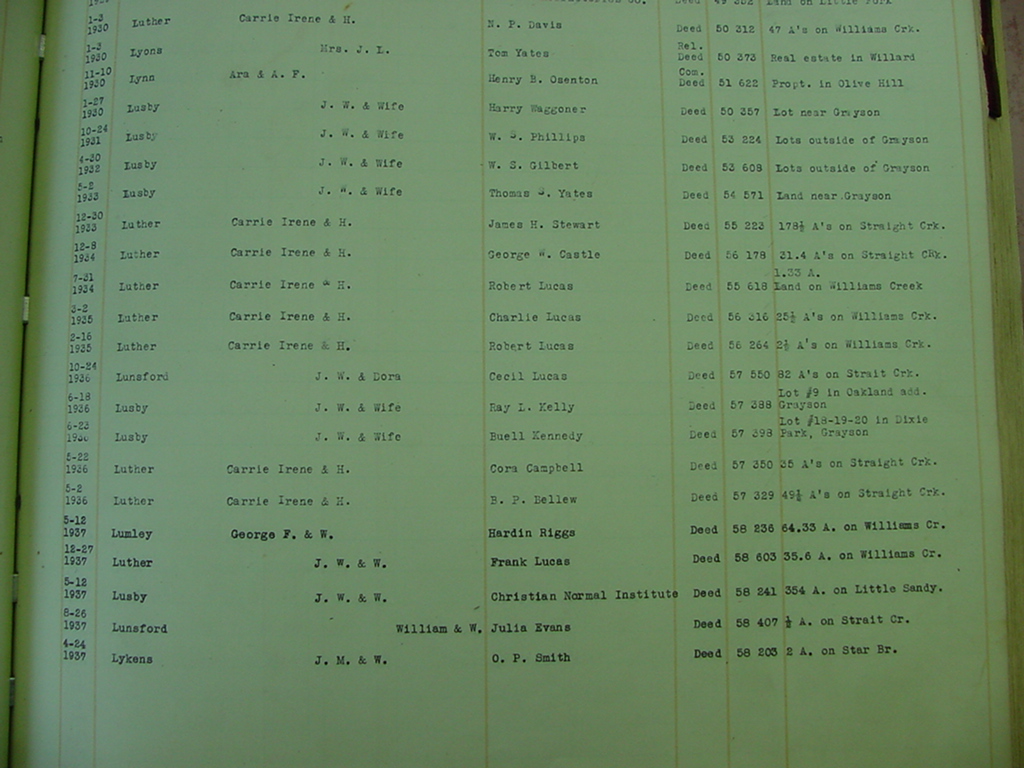 49 352 Land on Little Fork
1-3 1930 Luther Carrie Irene & H. N. P. Davis Deed 50 312 47 A's on Williams Crk.
1-3 1930 Lyons Mrs. J. L. Tom Yates Rel. Deed 50 373 Real estate in Willard
11-10 1930 Lynn Ara & A. F. Henry B. Osenton Com. Deed 51 622 Propt. in Olive Hill
1-27 1930 Lusby J. W. & Wife Harry Waggoner Deed 50 357 Lot near Grayson
10-24 1931 Lusby J. W. & Wife W. S. Phillips Deed 53 224 Lots outside of Grayson
4-30 1932 Lusby J. W. & Wife W. S. Gilbert Deed 53 608 Lots outside of Grayson
5-2 1933 Lusby J. W. & Wife Thomas Yates Deed 54 571 Land near Grayson
12-30 1933 Luther Carrie Irene & H. James H. Stewart Deed 55 223 178½ A's on Straight Crk.
12-8 1934 Luther Carrie Irene & H. George W. Castle Deed 56 178 31.4 A's on Straight Crk.
1.33 A.
7-31 1934 Luther Carrie Irene & H. Robert Lucas Deed 55 618 Land on Williams Creek
3-2 1935 Luther Carrie Irene & H. Charlie Lucas Deed 56 316 25½ A's on Williams Crk.
2-16 1935 Luther Carrie Irene & H. Robert Lucas Deed 56 264 2½ A's on Williams Crk.
10-24 1936 Lunsford J. W. & Dora Cecil Lucas Deed 57 550 82 A's on Strait Crk.
Lot #9 in Oakland add.
6-18 1936 Lusby J. W. & Wife Ray L. Kelly Deed 57 388 Grayson
Lot #18-19-20 in Dixie
6-23 1936 Lusby J. W. & Wife Buell Kennedy Deed 57 398 Park, Grayson
5-22 1936 Luther Carrie Irene & H. Cora Campbell Deed 57 350 35 A's on Straight Crk.
5-2 1936 Luther Carrie Irene & H. B. P. Bellew Deed 57 329 49½ A's on Straight Crk.
5-12 1937 Lumley George F. & W. Hardin Riggs Deed 58 236 64.33 A. on Williams Cr.
12-27 1937 Luther J. W. & W. Frank Lucas Deed 58 603 35.6 A. on Williams Cr.
5-12 1937 Lusby J. W. & W. Christian Normal Institute Deed 58 241 354 A. on Little Sandy.
8-26 1937 Lunsford William & W. Julia Evans Deed 58 407 ½ A. on Strait Cr.
4-24 1937 Lykens J. M. & W. O. P. Smith Deed 58 203 2 A. on Star Br.